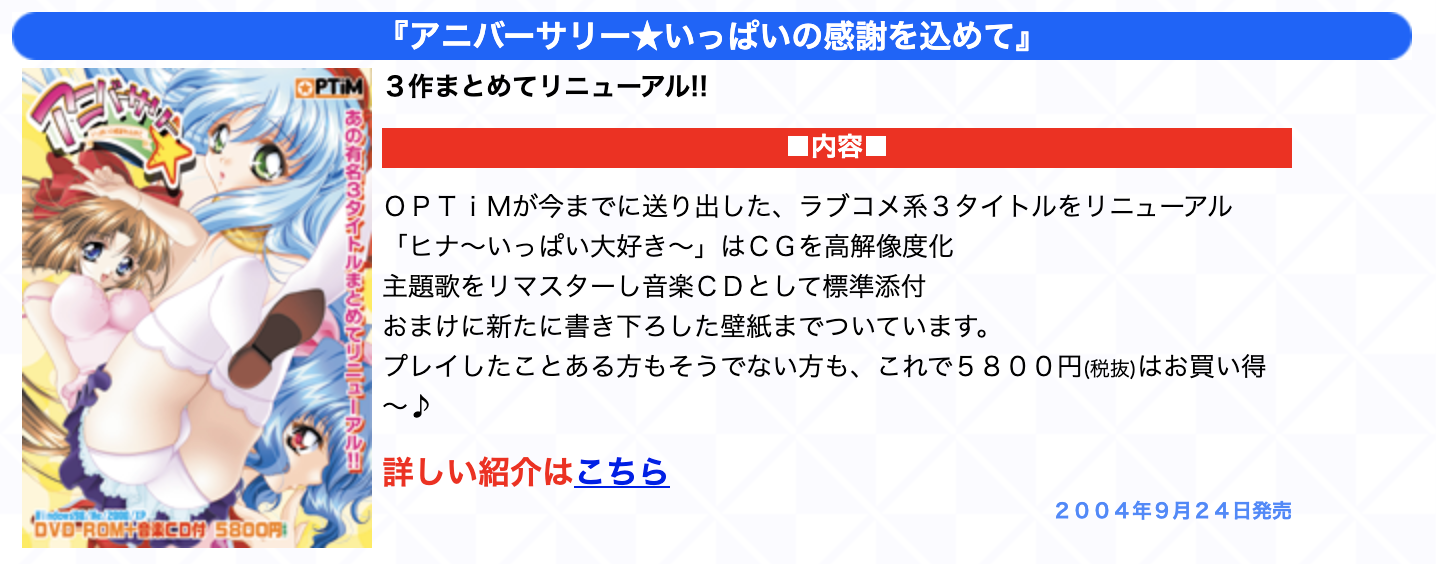 『アニバーサリー★いっぱいの感謝を込めて』
OPTiM
アニバーサリー
あの有名3タイトルまとめてリニューアル!!
Windows98/Me/2000/XP
DVD-ROM+音楽CD付 5800円
３作まとめてリニューアル!!
■内容■
ＯＰＴｉＭが今までに送り出した、ラブコメ系３タイトルをリニューアル
「ヒナ～いっぱい大好き～」はＣＧを高解像度化
主題歌をリマスターし音楽ＣＤとして標準添付
おまけに新たに書き下ろした壁紙までついています。
プレイしたことある方もそうでない方も、これで５８００円(税抜)はお買い得
～♪
詳しい紹介はこちら
２００４年９月２４日発売